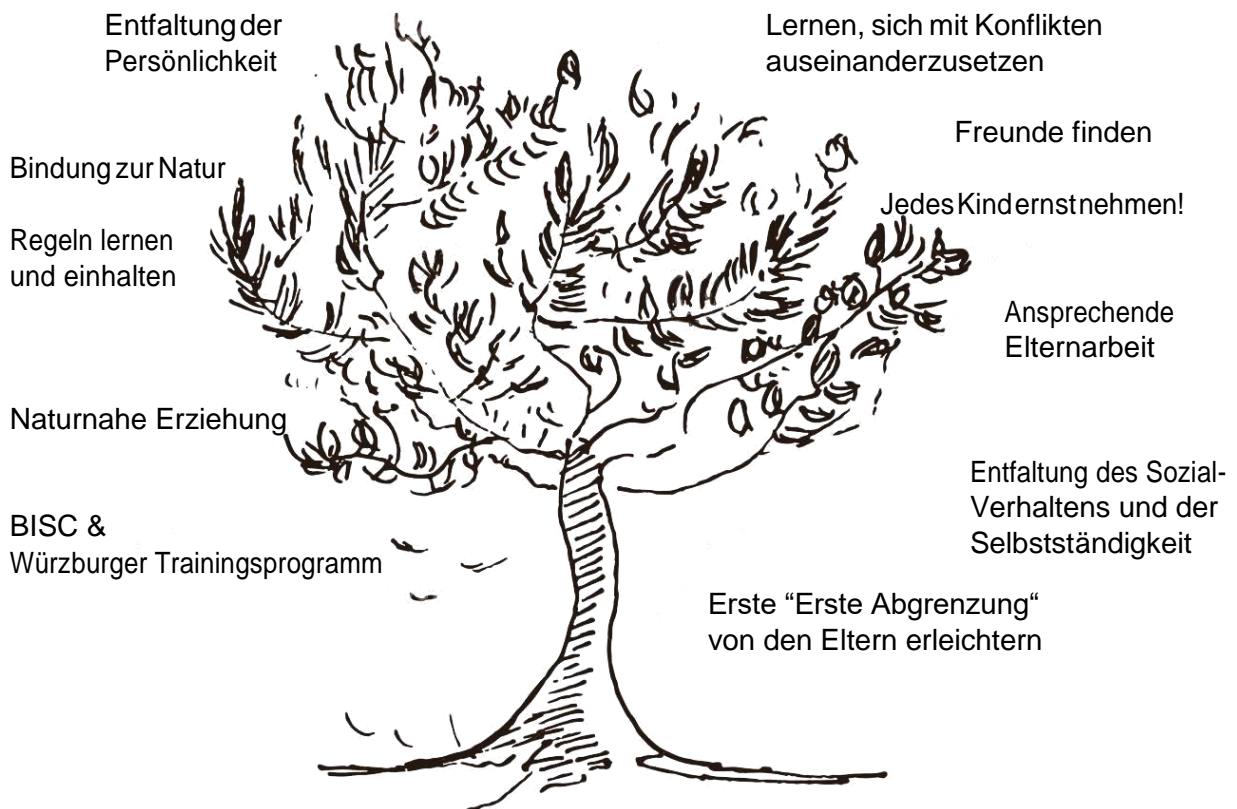 Entfaltung der
Persönlichkeit
Lernen, sich mit Konflikten
auseinanderzusetzen
Freunde finden
Bindung zur Natur
Jedes Kind ernst nehmen!
Regeln lernen
und einhalten
Ansprechende
Elternarbeit
Naturnahe Erziehung
Entfaltung des Sozial-
Verhaltens und der
Selbstständigkeit
BISC &
Würzburger Trainingsprogramm
Erste “Erste Abgrenzung“
von den Eltern erleichtern